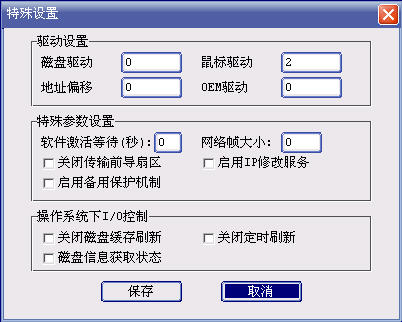 特殊设置
驱动设置
磁盘驱动 0 鼠标驱动 2
地址偏移 0 OEM驱动 0
特殊参数设置
软件激活等待(秒): 0 网络帧大小: 0
关闭传输前导扇区 启用IP修改服务
启用备用保护机制
操作系统下I/O控制
关闭磁盘缓存刷新 关闭定时刷新
磁盘信息获取状态
保存 取消